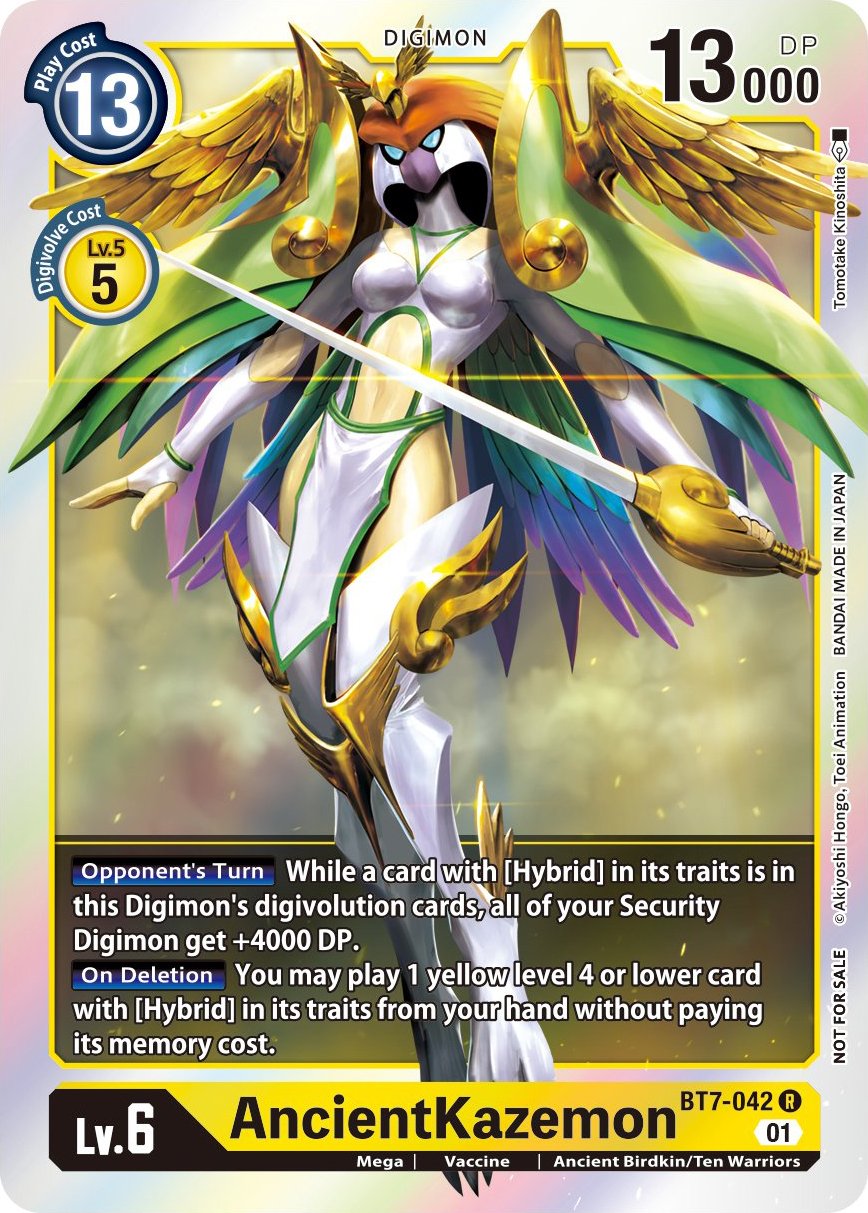 DIGIMON
Play Cost
13
13000
DP
Digivolve Cost
Lv.5
5
Tomotake Kinoshita
BANDAI MADE IN JAPAN
©Akiyoshi Hongo, Toei Animation
NOT FOR SALE
Opponent's Turn While a card with [Hybrid] in its traits is in
this Digimon's digivolution cards, all of your Security
Digimon get +4000 DP.
On Deletion You may play 1 yellow level 4 or lower card
with [Hybrid] in its traits from your hand without paying
its memory cost.
Lv.6
AncientKazemon
BT7-042 R
01
Mega | Vaccine | Ancient Birdkin/Ten Warriors